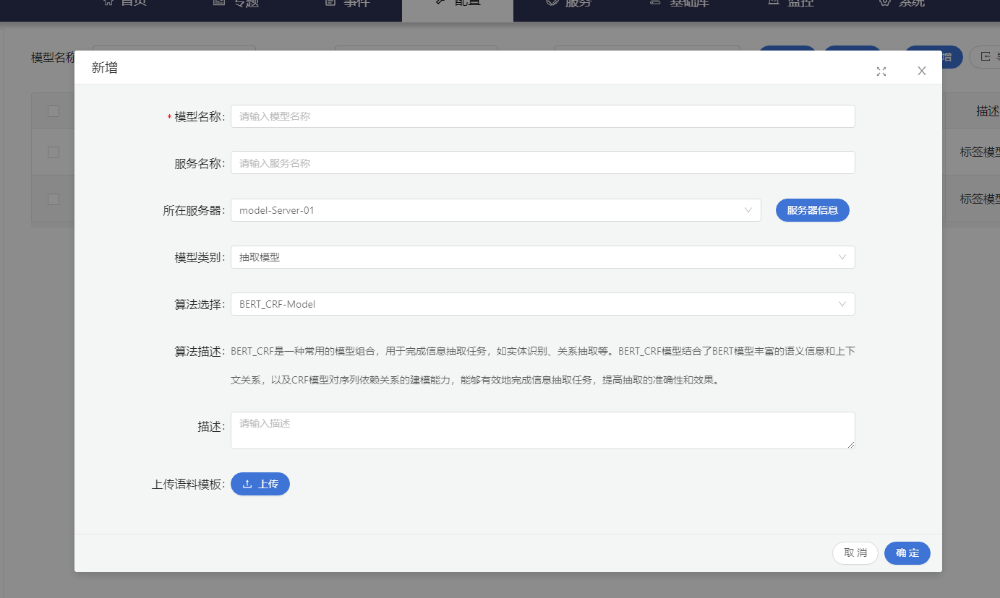 首页 专题 事件 配置 服务 基础库 监控 系统
模型名称
增
新增
* 模型名称:
请输入模型名称
服务名称:
请输入服务名称
所在服务器:
model-Server-01
服务器信息
模型类别:
抽取模型
算法选择:
BERT_CRF-Model
算法描述:
BERT_CRF是一种常用的模型组合，用于完成信息抽取任务，如实体识别、关系抽取等。BERT_CRF模型结合了BERT模型丰富的语义信息和上下
文关系，以及CRF模型对序列依赖关系的建模能力，能够有效地完成信息抽取任务，提高抽取的准确性和效果。
描述:
请输入描述
上传语料模板:
上传
取 消
确 定
描述
标签模型
标签模型